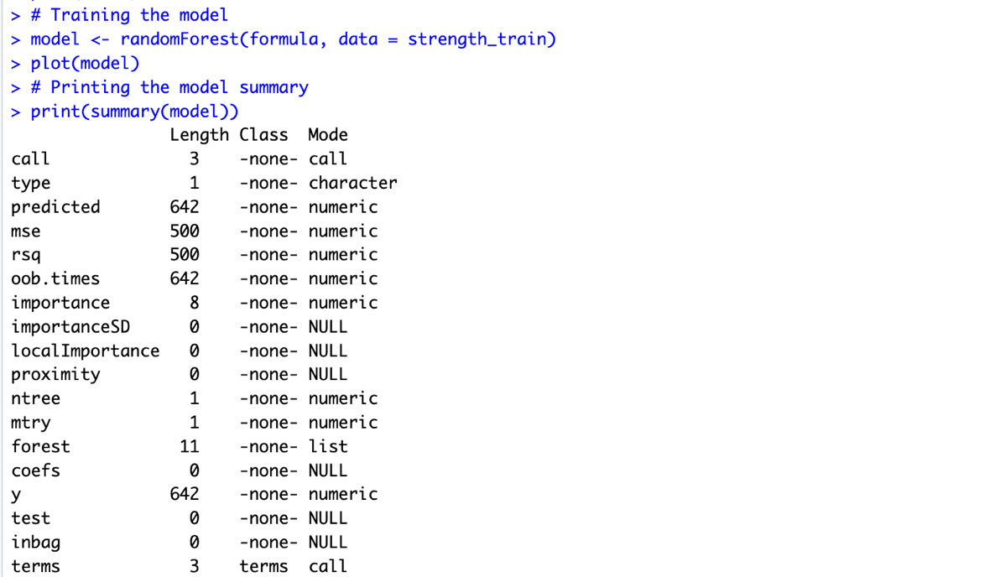 > # Training the model
> model <- randomForest(formula, data = strength_train)
> plot(model)
> # Printing the model summary
> print(summary(model))
                Length Class  Mode
call              3    -none- call
type              1    -none- character
predicted       642    -none- numeric
mse             500    -none- numeric
rsq             500    -none- numeric
oob.times       642    -none- numeric
importance        8    -none- numeric
importanceSD      0    -none- NULL
localImportance   0    -none- NULL
proximity         0    -none- NULL
ntree             1    -none- numeric
mtry              1    -none- numeric
forest           11    -none- list
coefs             0    -none- NULL
y               642    -none- numeric
test              0    -none- NULL
inbag             0    -none- NULL
terms             3    terms  call